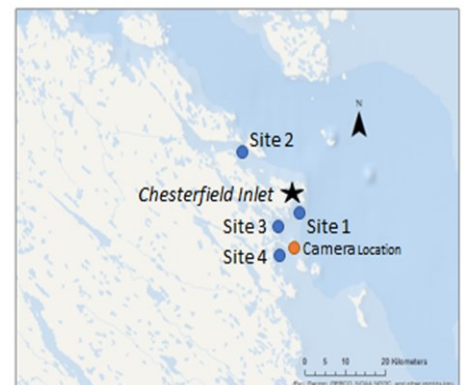 N
Site 2
Chesterfield Inlet
Site 1
Site 3
Camera Location
Site 4
0 5 10 20 Kilometers